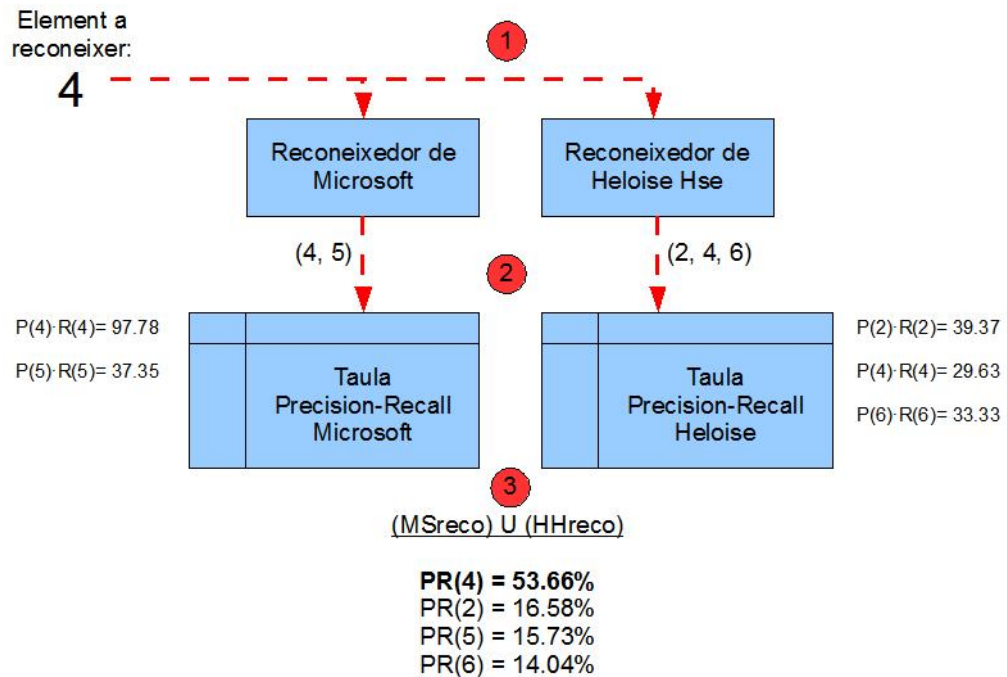 Element a
reconeixer:
4
1
Reconeixedor de
Microsoft
Reconeixedor de
Heloise Hse
(4, 5)
2
(2, 4, 6)
P(4)·R(4)= 97.78
P(5)·R(5)= 37.35
Taula
Precision-Recall
Microsoft
Taula
Precision-Recall
Heloise
P(2)·R(2)= 39.37
P(4)·R(4)= 29.63
P(6)·R(6)= 33.33
3
(MSreco) U (HHreco)
PR(4) = 53.66%
PR(2) = 16.58%
PR(5) = 15.73%
PR(6) = 14.04%